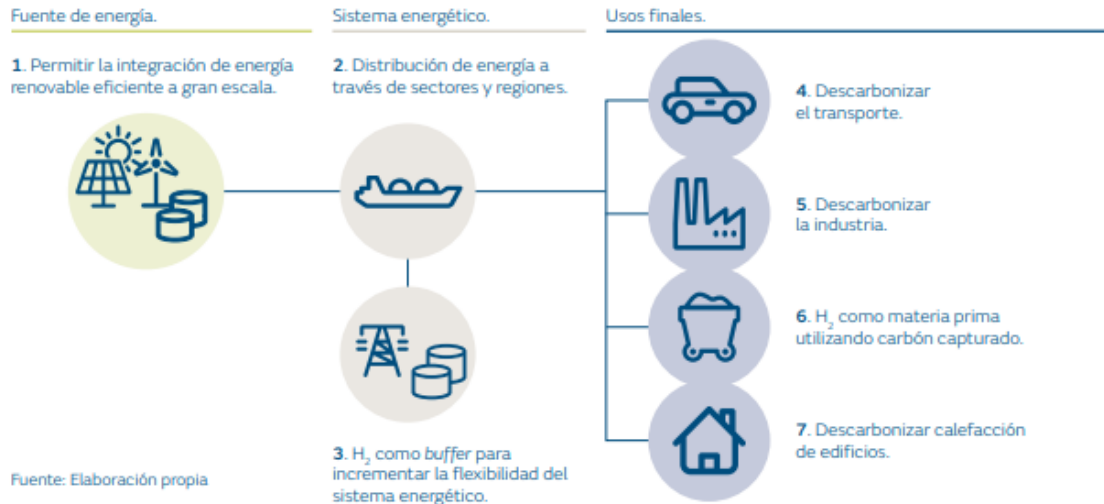 Fuente de energía.
1. Permitir la integración de energía
renovable eficiente a gran escala.
Sistema energético.
2. Distribución de energía a
través de sectores y regiones.
3. H₂ como buffer para
incrementar la flexibilidad del
sistema energético.
Usos finales.
4. Descarbonizar
el transporte.
5. Descarbonizar
la industria.
6. H₂ como materia prima
utilizando carbón capturado.
7. Descarbonizar calefacción
de edificios.
Fuente: Elaboración propia